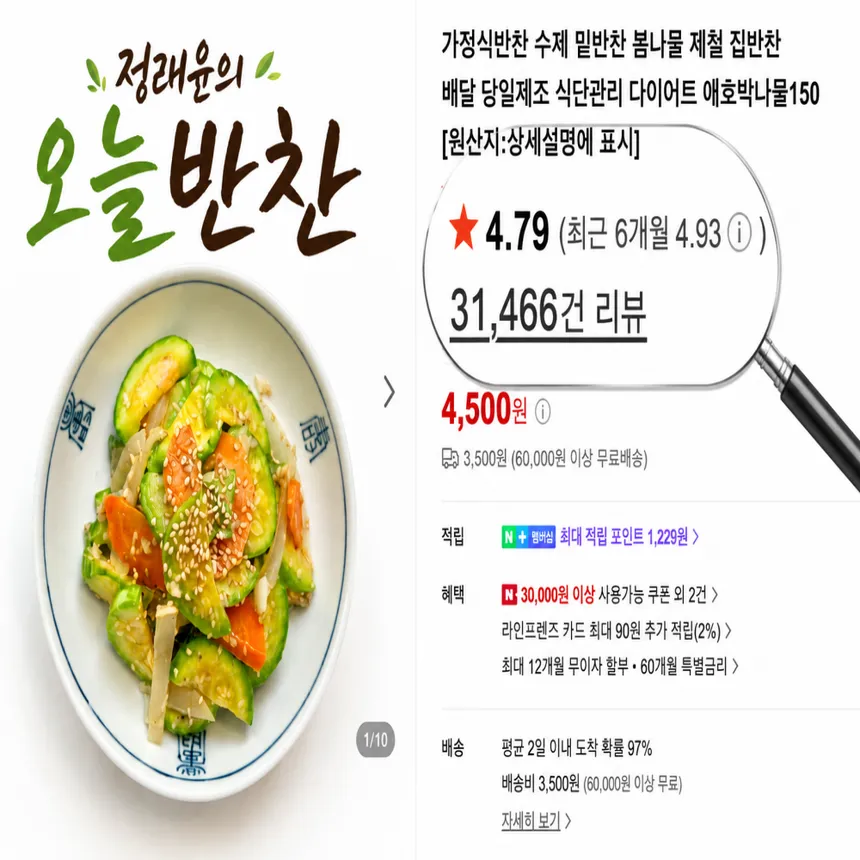 정래윤의
오늘반찬
1/10
가정식반찬 수제 밑반찬 봄나물 제철 집반찬
배달 당일제조 식단관리 다이어트 애호박나물150
[원산지:상세설명에 표시]
★ 4.79 (최근 6개월 4.93 ⓘ)
31,466건 리뷰
4,500원 ⓘ
3,500원 (60,000원 이상 무료배송)
적립 N + 멤버십 최대 적립 포인트 1,229원 >
혜택 N 30,000원 이상 사용가능 쿠폰 외 2건 >
라인프렌즈 카드 최대 90원 추가 적립(2%) >
최대 12개월 무이자 할부 • 60개월 특별금리 >
배송 평균 2일 이내 도착 확률 97%
배송비 3,500원 (60,000원 이상 무료)
자세히 보기 >